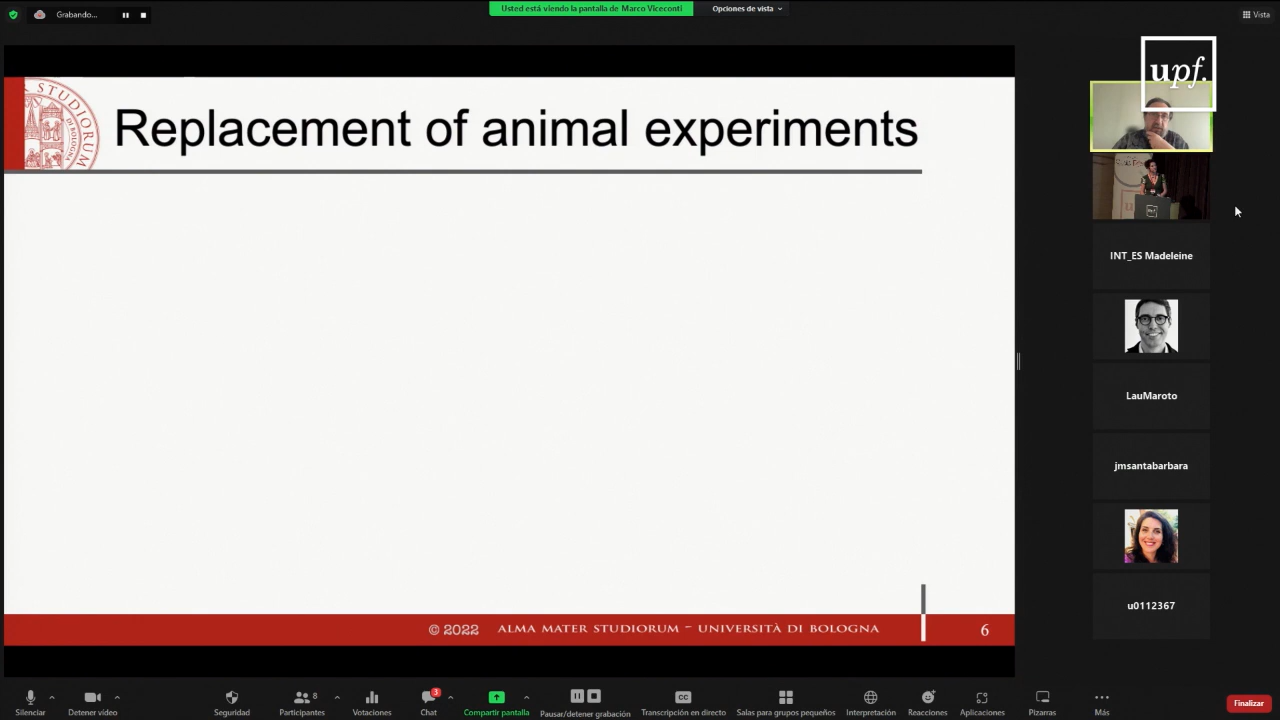 Grabando...
Usted está viendo la pantalla de Marco Viceconti
Opciones de vista
Vista
upf.
Replacement of animal experiments
INT_ES Madeleine
LauMaroto
jmsantabarbara
u0112367
© 2022 ALMA MATER STUDIORUM – UNIVERSITÀ DI BOLOGNA
6
Silenciar
Detener video
Seguridad
8
Participantes
Votaciones
3
Chat
Compartir pantalla
Pausar/detener grabación
CC
Transcripción en directo
Salas para grupos pequeños
Interpretación
Reacciones
Aplicaciones
Pizarras
Más
Finalizar